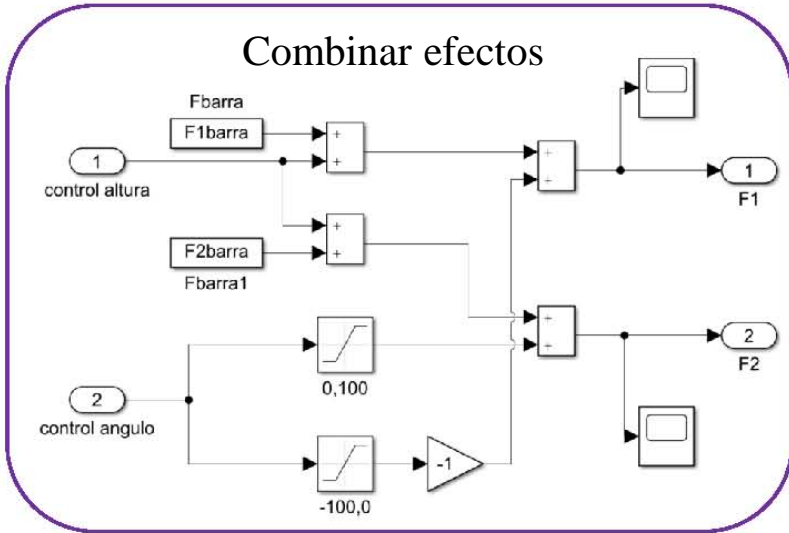 Combinar efectos
Fbarra
F1barra
+
+
1
control altura
+
+
1
F1
F2barra
Fbarra1
+
+
+
+
2
F2
0,100
2
control angulo
-1
-100,0